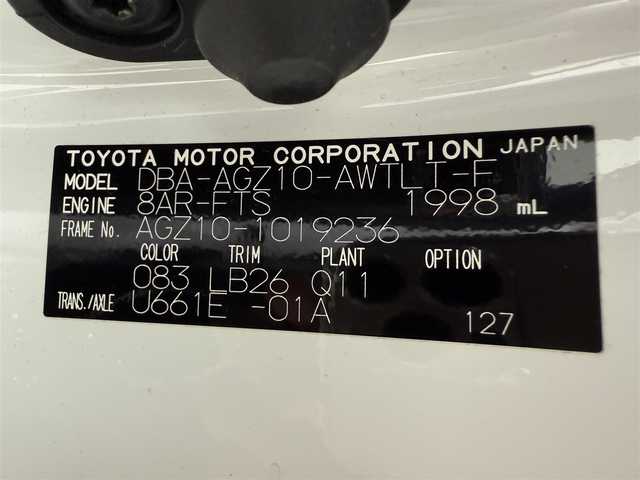 TOYOTA MOTOR CORPORATION JAPAN
MODEL DBA-AGZ10-AWTLT-F
ENGINE 8AR-FTS 1998 mL
FRAME No. AGZ10-1019236
COLOR TRIM PLANT OPTION
083 LB26 Q11
TRANS./AXLE U661E -01A
127